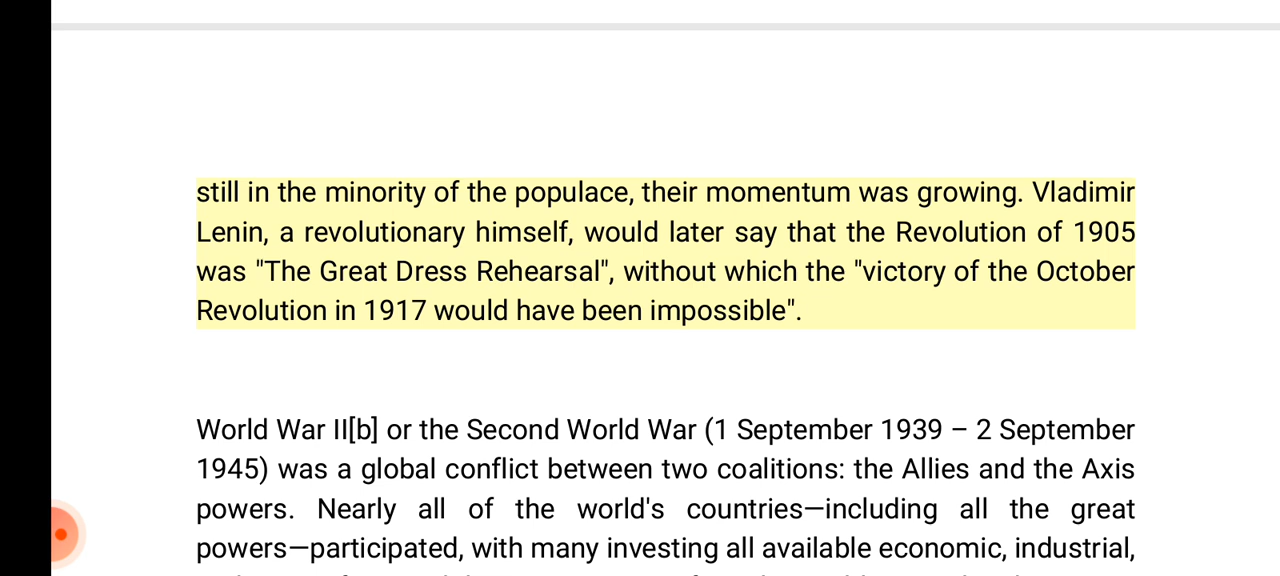 still in the minority of the populace, their momentum was growing. Vladimir
Lenin, a revolutionary himself, would later say that the Revolution of 1905
was "The Great Dress Rehearsal", without which the "victory of the October
Revolution in 1917 would have been impossible".
World War II[b] or the Second World War (1 September 1939 – 2 September
1945) was a global conflict between two coalitions: the Allies and the Axis
powers. Nearly all of the world's countries—including all the great
powers—participated, with many investing all available economic, industrial,